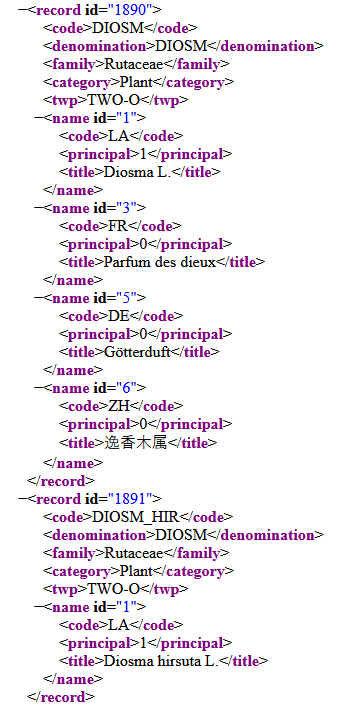 −<record id="1890">
<code>DIOSM</code>
<denomination>DIOSM</denomination>
<family>Rutaceae</family>
<category>Plant</category>
<twp>TWO-O</twp>
−<name id="1">
<code>LA</code>
<principal>1</principal>
<title>Diosma L.</title>
</name>
−<name id="3">
<code>FR</code>
<principal>0</principal>
<title>Parfum des dieux</title>
</name>
−<name id="5">
<code>DE</code>
<principal>0</principal>
<title>Götterduft</title>
</name>
−<name id="6">
<code>ZH</code>
<principal>0</principal>
<title>逸香木属</title>
</name>
</record>
−<record id="1891">
<code>DIOSM_HIR</code>
<denomination>DIOSM</denomination>
<family>Rutaceae</family>
<category>Plant</category>
<twp>TWO-O</twp>
−<name id="1">
<code>LA</code>
<principal>1</principal>
<title>Diosma hirsuta L.</title>
</name>
</record>